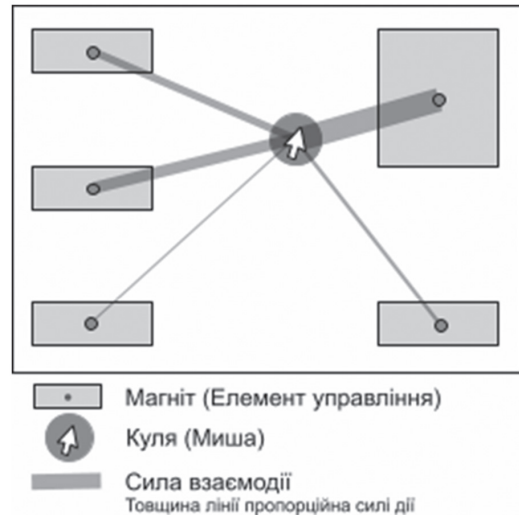 Магніт (Елемент управління)
Куля (Миша)
Сила взаємодії
Товщина лінії пропорційна силі дії